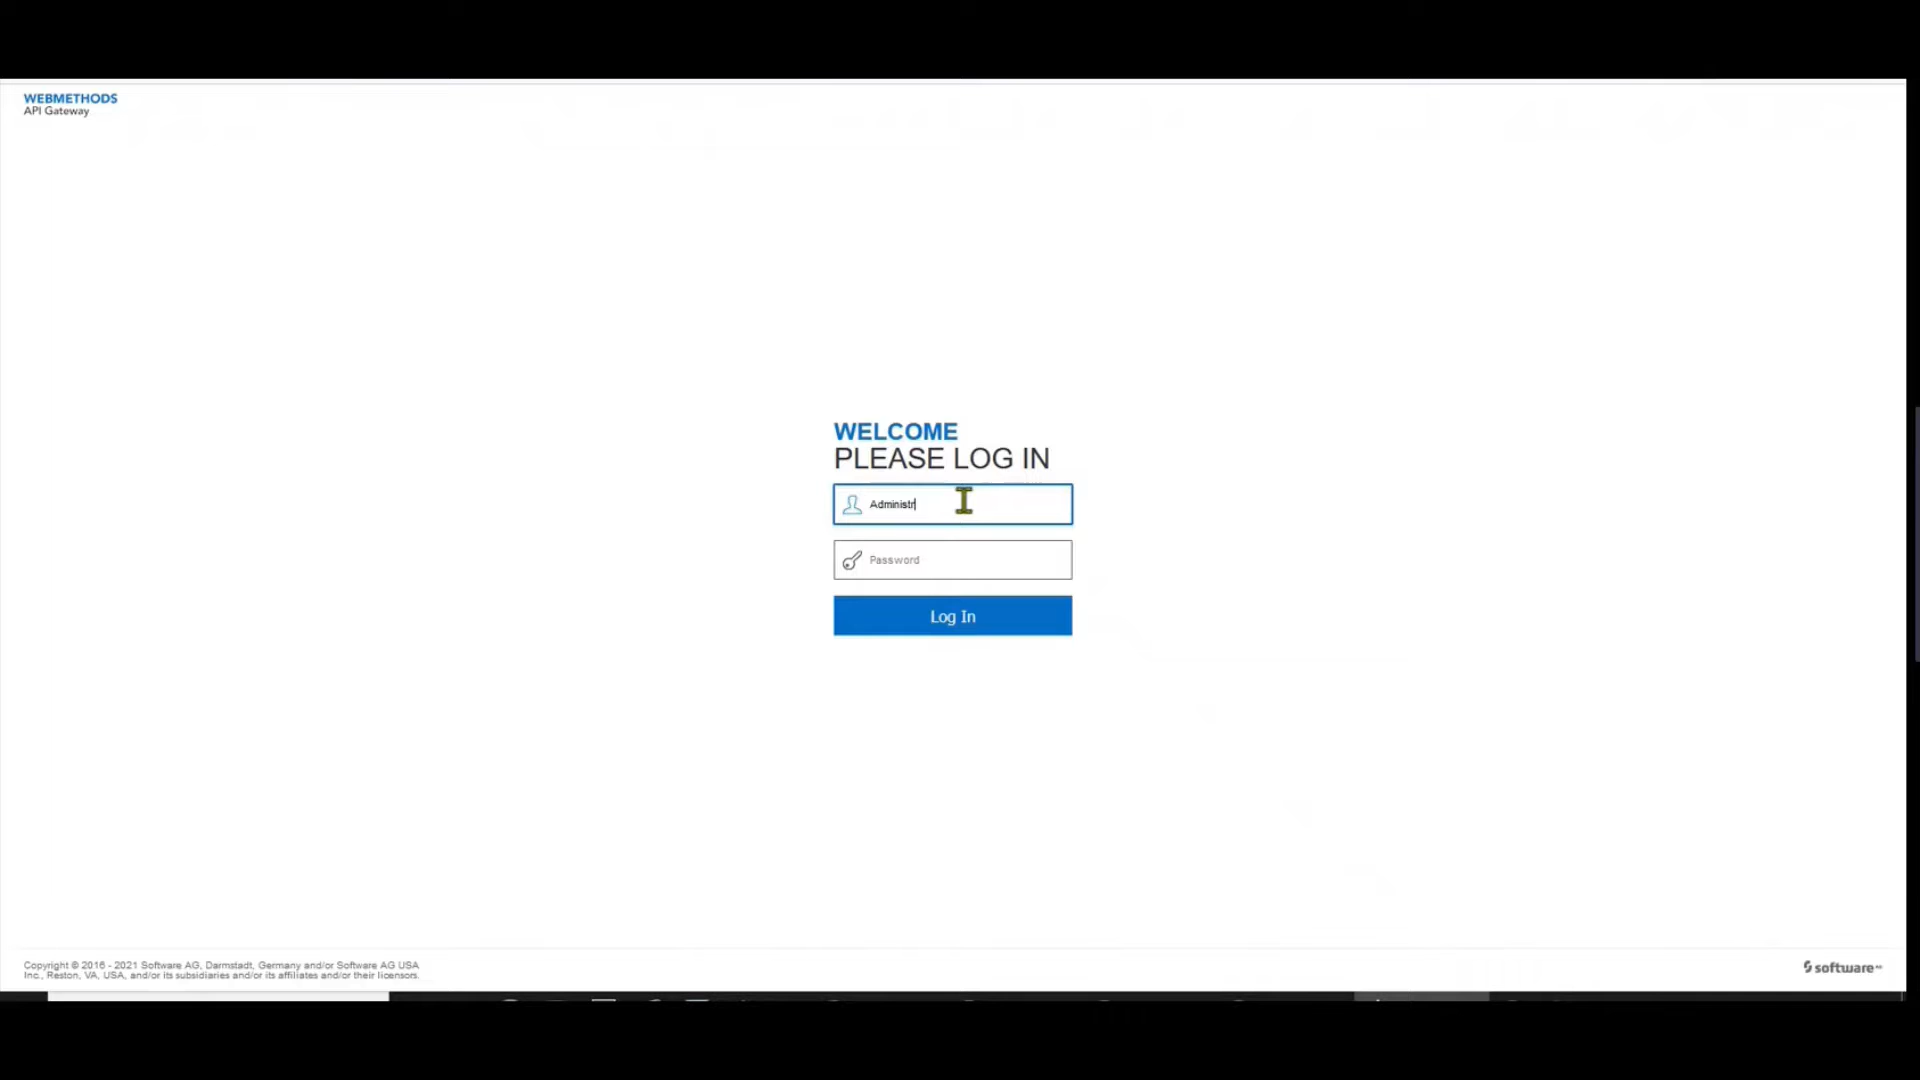 WEBMETHODS
API Gateway
WELCOME
PLEASE LOG IN
Administr
Password
Log In
Copyright © 2016 - 2021 Software AG, Darmstadt, Germany and/or Software AG USA
Inc., Reston, VA, USA, and/or its subsidiaries and/or its affiliates and/or their licensors.
software AG